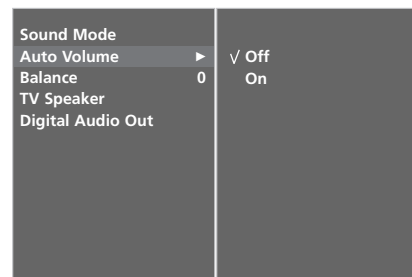 Sound Mode
Auto Volume ► √ Off
Balance 0 On
TV Speaker
Digital Audio Out